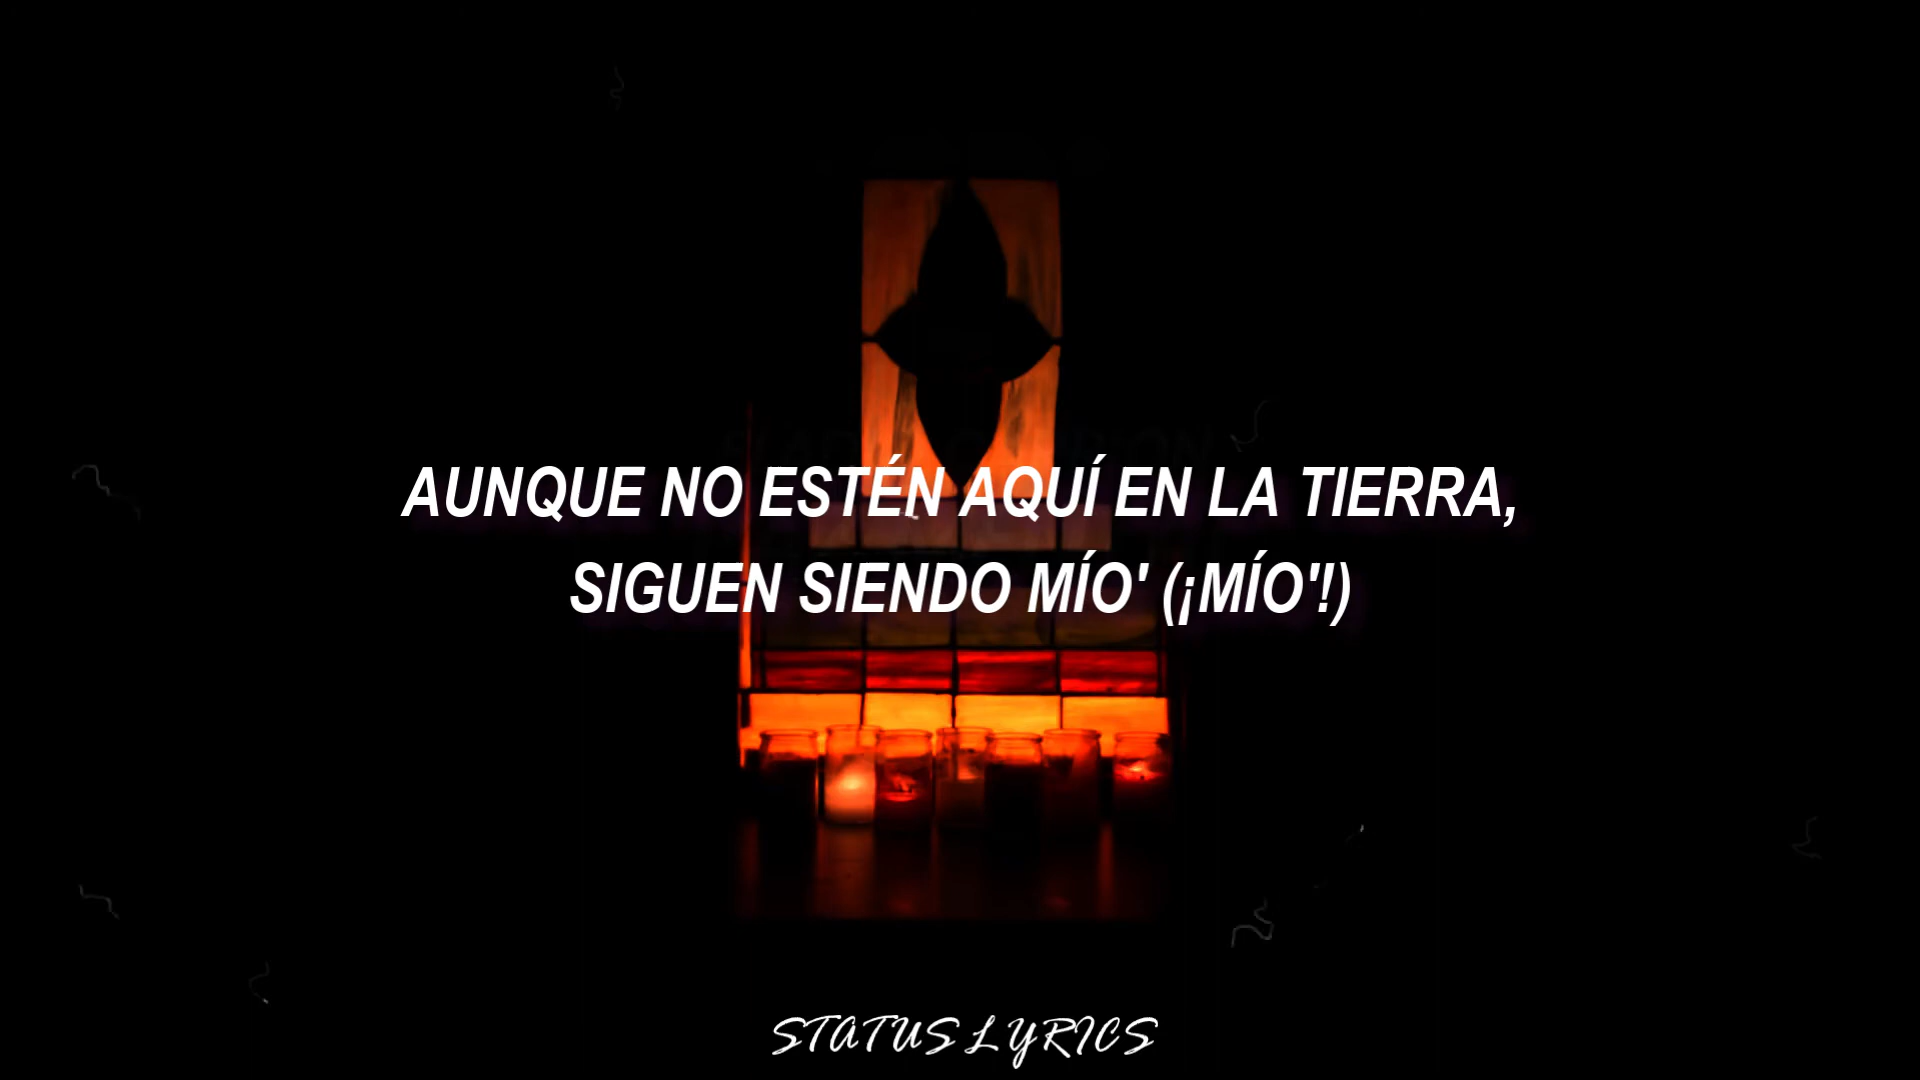 AUNQUE NO ESTÉN AQUÍ EN LA TIERRA,
SIGUEN SIENDO MÍO' (¡MÍO'!)
STATUS LYRICS